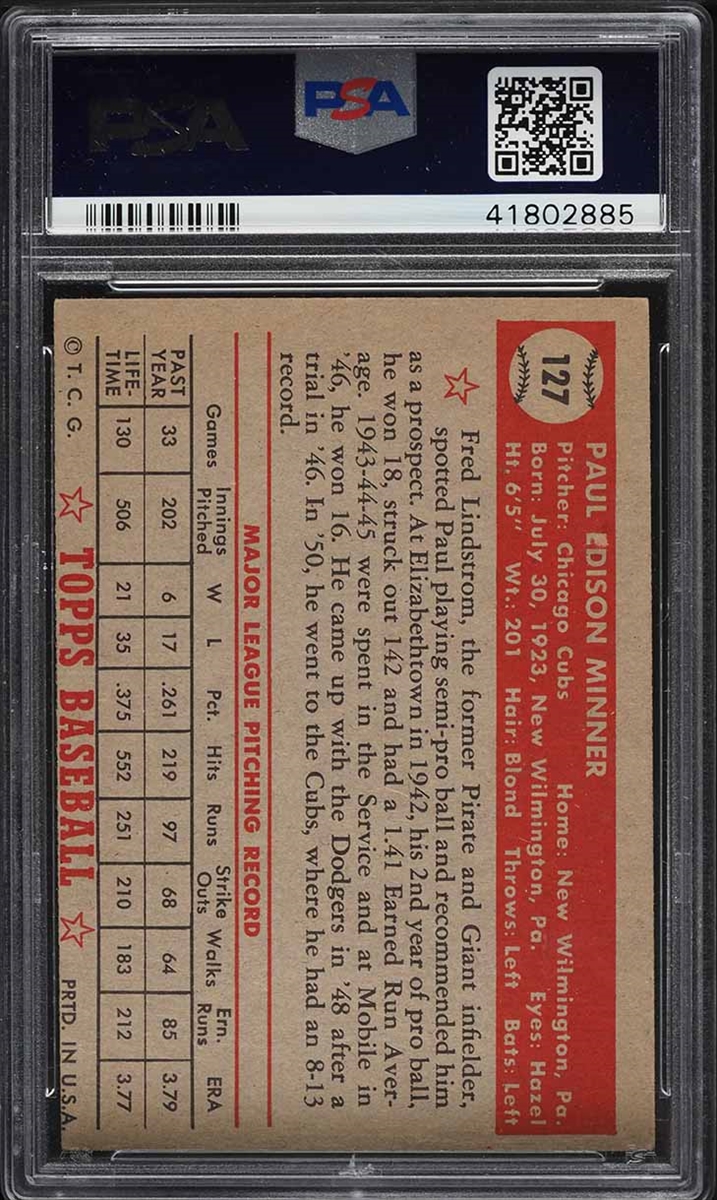 PSA
PSA
41802885
127
PAUL EDISON MINNER
Pitcher: Chicago Cubs Home: New Wilmington, Pa.
Born: July 30, 1923, New Wilmington, Pa. Eyes: Hazel
Ht. 6'5" Wt.: 201 Hair: Blond Throws: Left Bats: Left
Fred Lindstrom, the former Pirate and Giant infielder,
spotted Paul playing semi-pro ball and recommended him
as a prospect. At Elizabethtown in 1942, his 2nd year of pro ball,
he won 18, struck out 142 and had a 1.41 Earned Run Aver-
age. 1943-44-45 were spent in the Service and at Mobile in
'46, he won 16. He came up with the Dodgers in '48 after a
trial in '46. In '50, he went to the Cubs, where he had an 8-13
record.
MAJOR LEAGUE PITCHING RECORD
Games Innings Pitched W L Pct. Hits Runs Strike Outs Walks Ern. Runs ERA
PAST YEAR 33 202 6 17 .261 219 97 68 64 85 3.79
LIFE-TIME 130 506 21 35 .375 552 251 210 183 212 3.77
© T. C. G. TOPPS BASEBALL PRTD. IN U.S.A.